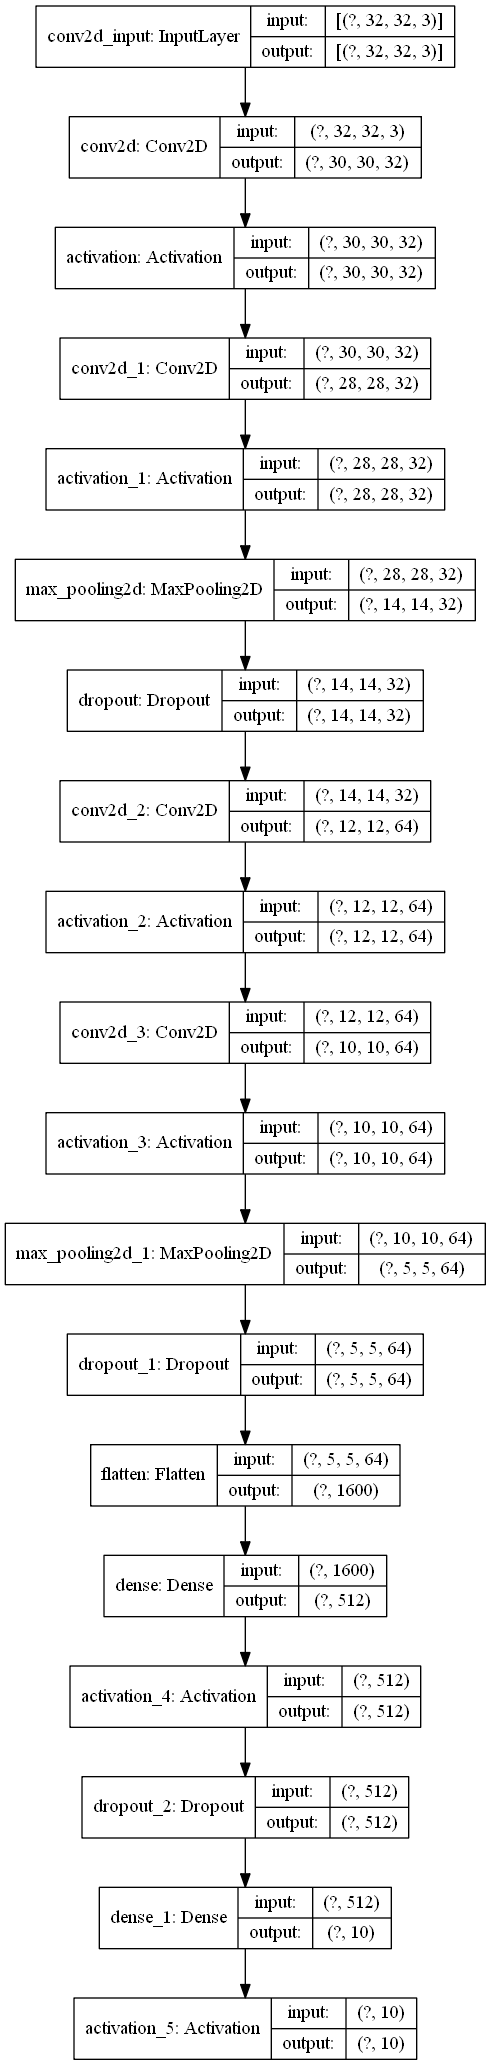 conv2d_input: InputLayer
input: [(?, 32, 32, 3)]
output: [(?, 32, 32, 3)]
conv2d: Conv2D
input: (?, 32, 32, 3)
output: (?, 30, 30, 32)
activation: Activation
input: (?, 30, 30, 32)
output: (?, 30, 30, 32)
conv2d_1: Conv2D
input: (?, 30, 30, 32)
output: (?, 28, 28, 32)
activation_1: Activation
input: (?, 28, 28, 32)
output: (?, 28, 28, 32)
max_pooling2d: MaxPooling2D
input: (?, 28, 28, 32)
output: (?, 14, 14, 32)
dropout: Dropout
input: (?, 14, 14, 32)
output: (?, 14, 14, 32)
conv2d_2: Conv2D
input: (?, 14, 14, 32)
output: (?, 12, 12, 64)
activation_2: Activation
input: (?, 12, 12, 64)
output: (?, 12, 12, 64)
conv2d_3: Conv2D
input: (?, 12, 12, 64)
output: (?, 10, 10, 64)
activation_3: Activation
input: (?, 10, 10, 64)
output: (?, 10, 10, 64)
max_pooling2d_1: MaxPooling2D
input: (?, 10, 10, 64)
output: (?, 5, 5, 64)
dropout_1: Dropout
input: (?, 5, 5, 64)
output: (?, 5, 5, 64)
flatten: Flatten
input: (?, 5, 5, 64)
output: (?, 1600)
dense: Dense
input: (?, 1600)
output: (?, 512)
activation_4: Activation
input: (?, 512)
output: (?, 512)
dropout_2: Dropout
input: (?, 512)
output: (?, 512)
dense_1: Dense
input: (?, 512)
output: (?, 10)
activation_5: Activation
input: (?, 10)
output: (?, 10)